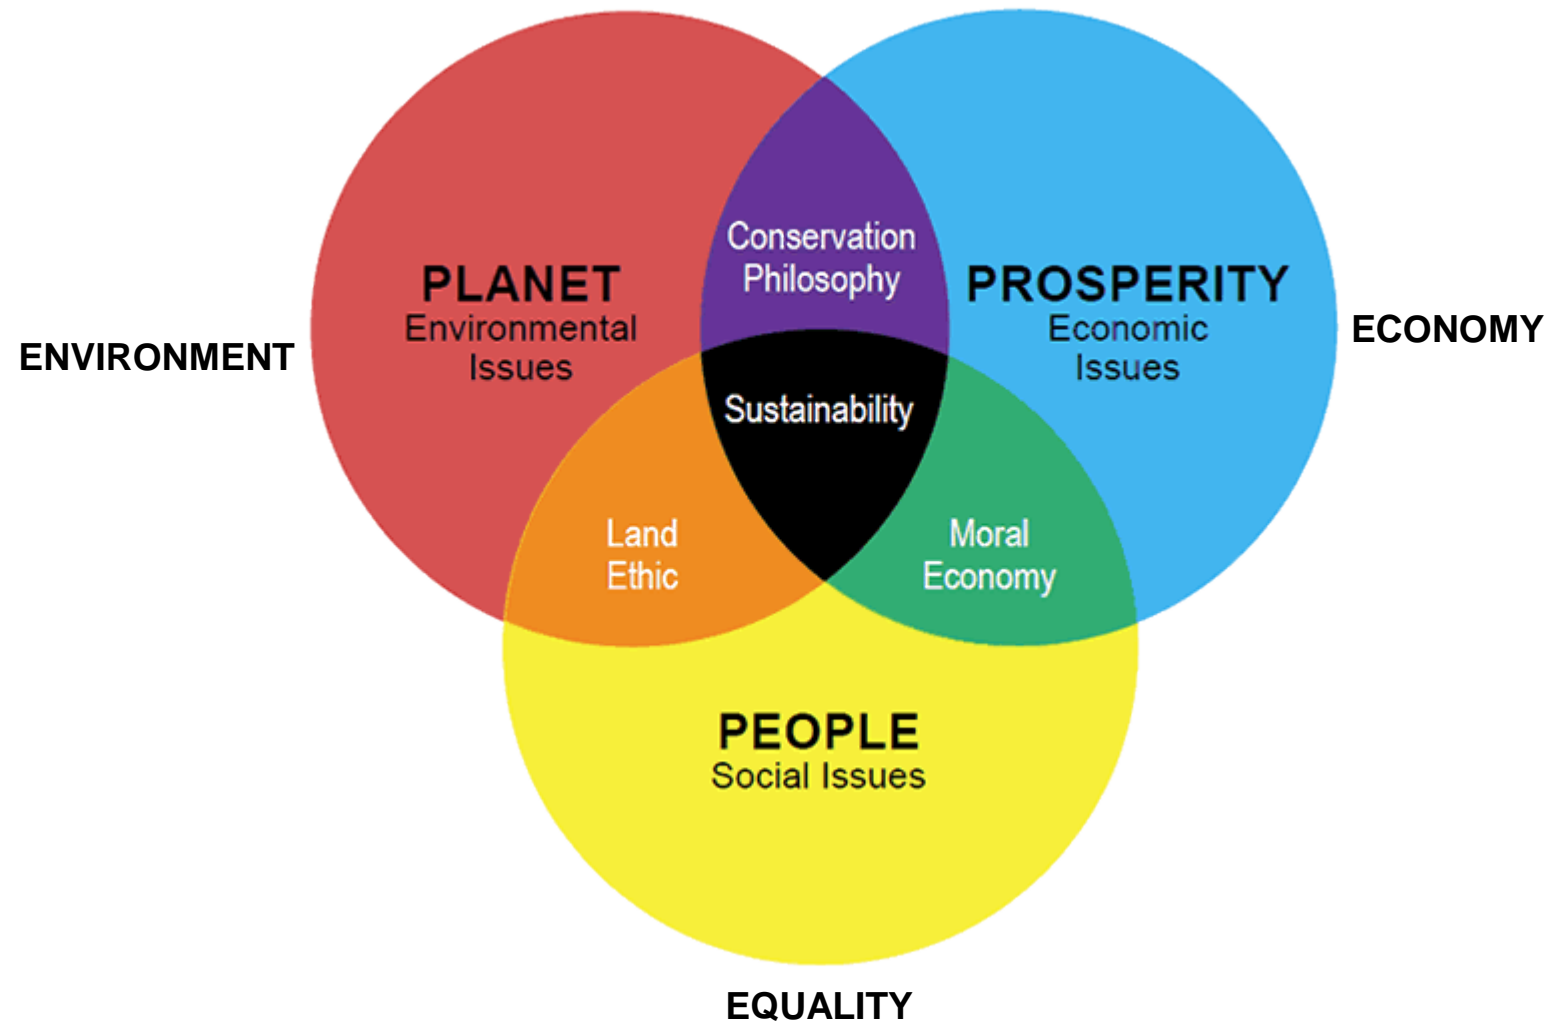 Conservation
Philosophy
PLANET
Environmental
Issues
PROSPERITY
Economic
Issues
ENVIRONMENT
ECONOMY
Sustainability
Land
Ethic
Moral
Economy
PEOPLE
Social Issues
EQUALITY